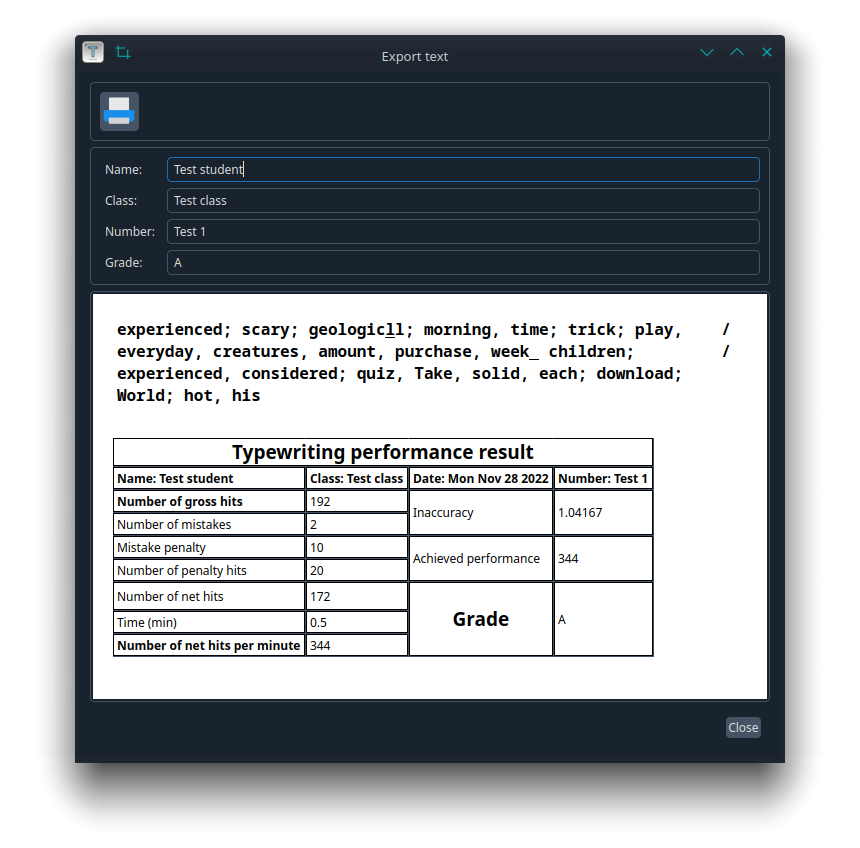 T
Export text
Name: Test student
Class: Test class
Number: Test 1
Grade: A
experienced; scary; geologicll; morning, time; trick; play, /
everyday, creatures, amount, purchase, week_ children; /
experienced, considered; quiz, Take, solid, each; download;
World; hot, his
Typewriting performance result
Name: Test student Class: Test class Date: Mon Nov 28 2022 Number: Test 1
Number of gross hits 192
Inaccuracy 1.04167
Number of mistakes 2
Mistake penalty 10
Achieved performance 344
Number of penalty hits 20
Number of net hits 172
Grade A
Time (min) 0.5
Number of net hits per minute 344
Close